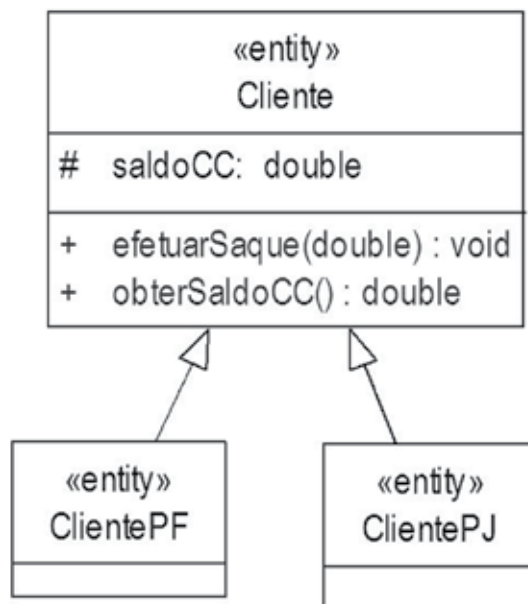 «entity»
Cliente
# saldoCC: double
+ efetuarSaque(double) : void
+ obterSaldoCC() : double
«entity»
ClientePF
«entity»
ClientePJ